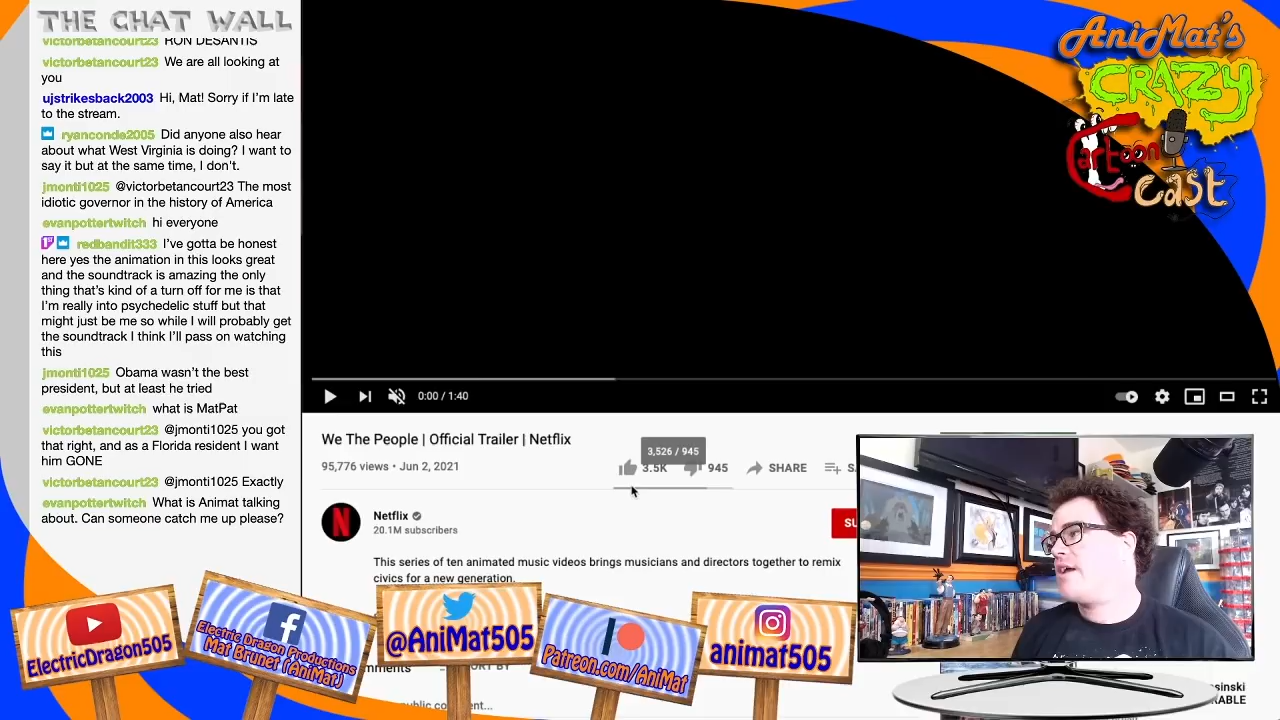 THE CHAT WALL
victorbetancourt23 RON DESANTIS
victorbetancourt23 We are all looking at
you
ujstrikesback2003 Hi, Mat! Sorry if I'm late
to the stream.
ryanconde2005 Did anyone also hear
about what West Virginia is doing? I want to
say it but at the same time, I don't.
jmonti1025 @victorbetancourt23 The most
idiotic governor in the history of America
evanpottertwitch hi everyone
redbandit333 I've gotta be honest
here yes the animation in this looks great
and the soundtrack is amazing the only
thing that's kind of a turn off for me is that
I'm really into psychedelic stuff but that
might just be me so while I will probably get
the soundtrack I think I'll pass on watching
this
jmonti1025 Obama wasn't the best
president, but at least he tried
evanpottertwitch what is MatPat
victorbetancourt23 @jmonti1025 you got
that right, and as a Florida resident I want
him GONE
victorbetancourt23 @jmonti1025 Exactly
evanpottertwitch What is Animat talking
about. Can someone catch me up please?
AniMat's
CRAZY
Cartoon
Cast
0:00 / 1:40
We The People | Official Trailer | Netflix
3,526 / 945
95,776 views • Jun 2, 2021
3.5K 945 SHARE S
Netflix
20.1M subscribers
SU
This series of ten animated music videos brings musicians and directors together to remix
civics for a new generation.
ElectricDragon505
Electric Dragon Productions
Mat Brunet (AniMat)
@AniMat505
Patreon.com/AniMat
animat505